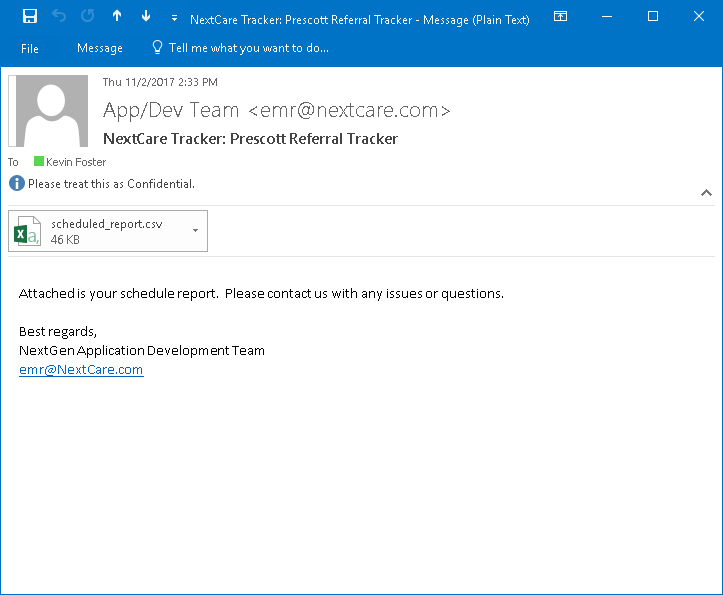 NextCare Tracker: Prescott Referral Tracker - Message (Plain Text)
File Message Tell me what you want to do...
Thu 11/2/2017 2:33 PM
App/Dev Team <emr@nextcare.com>
NextCare Tracker: Prescott Referral Tracker
To Kevin Foster
Please treat this as Confidential.
scheduled_report.csv
46 KB
Attached is your schedule report.  Please contact us with any issues or questions.
Best regards,
NextGen Application Development Team
emr@NextCare.com